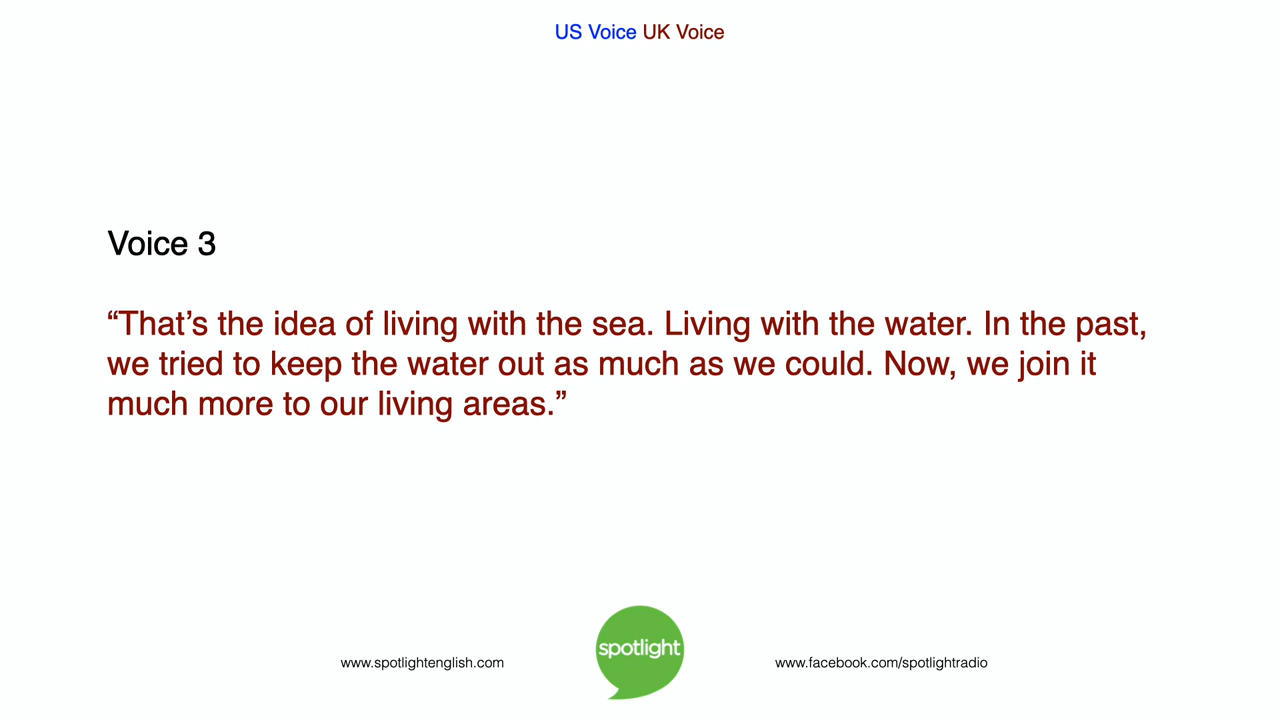 US Voice UK Voice
Voice 3
“That’s the idea of living with the sea. Living with the water. In the past,
we tried to keep the water out as much as we could. Now, we join it
much more to our living areas.”
spotlight
www.spotlightenglish.com
www.facebook.com/spotlightradio